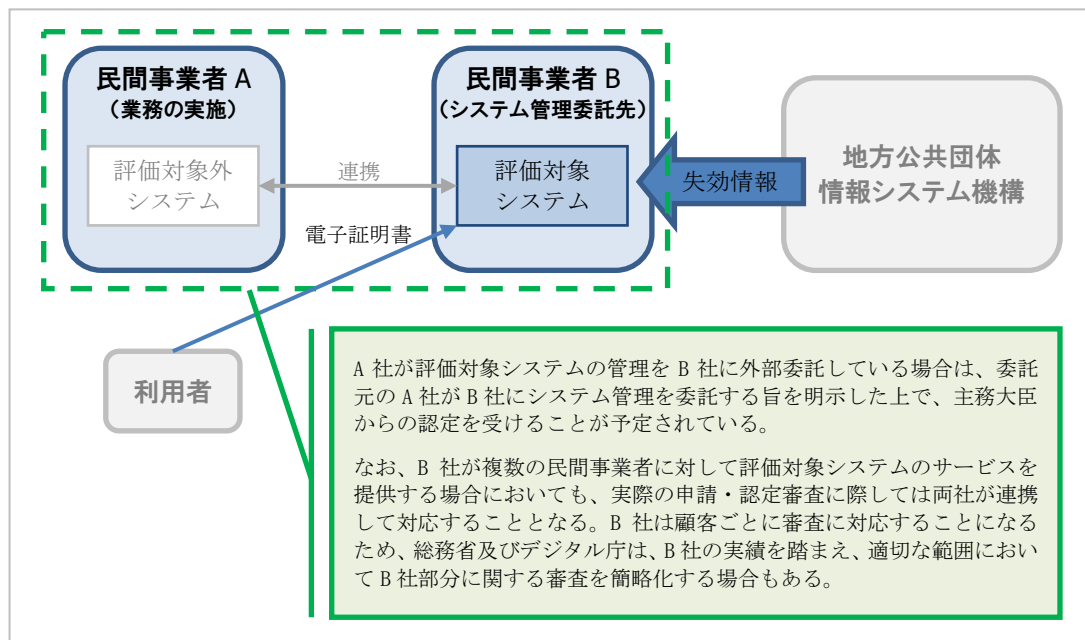 民間事業者 A
(業務の実施)
評価対象外
システム
連携
民間事業者 B
(システム管理委託先)
評価対象
システム
失効情報
地方公共団体
情報システム機構
電子証明書
利用者
A 社が評価対象システムの管理を B 社に外部委託している場合は、委託
元の A 社が B 社にシステム管理を委託する旨を明示した上で、主務大臣
からの認定を受けることが予定されている。
なお、B 社が複数の民間事業者に対して評価対象システムのサービスを
提供する場合においても、実際の申請・認定審査に際しては両社が連携
して対応することとなる。B 社は顧客ごとに審査に対応することになる
ため、総務省及びデジタル庁は、B 社の実績を踏まえ、適切な範囲におい
て B 社部分に関する審査を簡略化する場合もある。